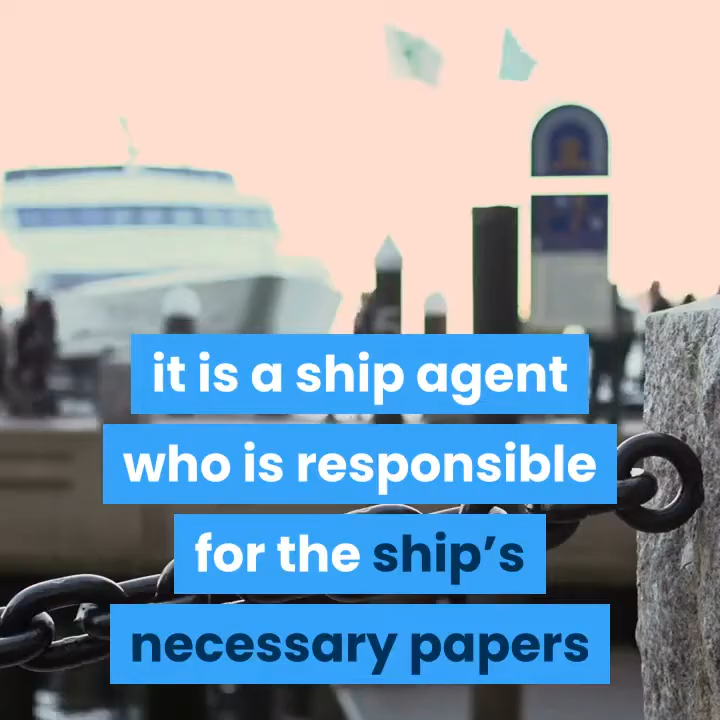 it is a ship agent
who is responsible
for the ship’s
necessary papers